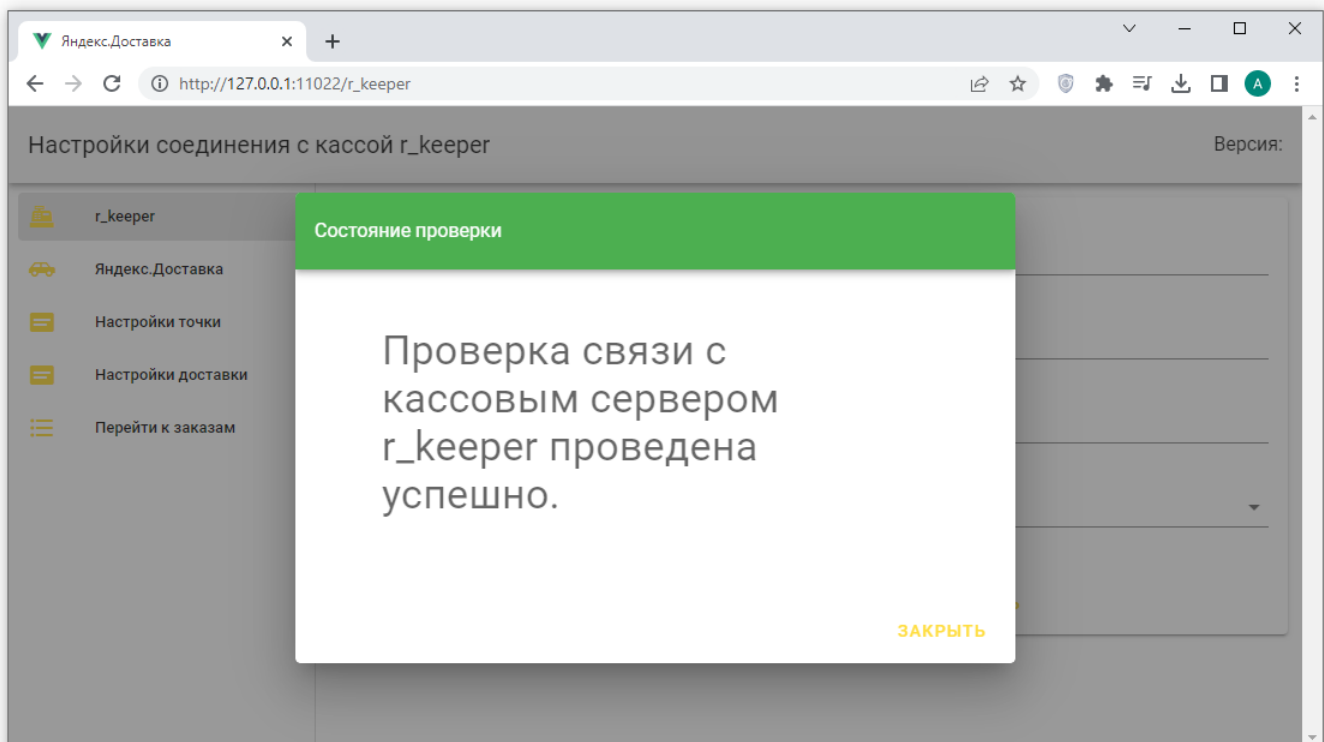 Яндекс.Доставка
http://127.0.0.1:11022/r_keeper
A
Настройки соединения с кассой r_keeper
Версия:
r_keeper
Яндекс.Доставка
Настройки точки
Настройки доставки
Перейти к заказам
Состояние проверки
Проверка связи с
кассовым сервером
r_keeper проведена
успешно.
ЗАКРЫТЬ